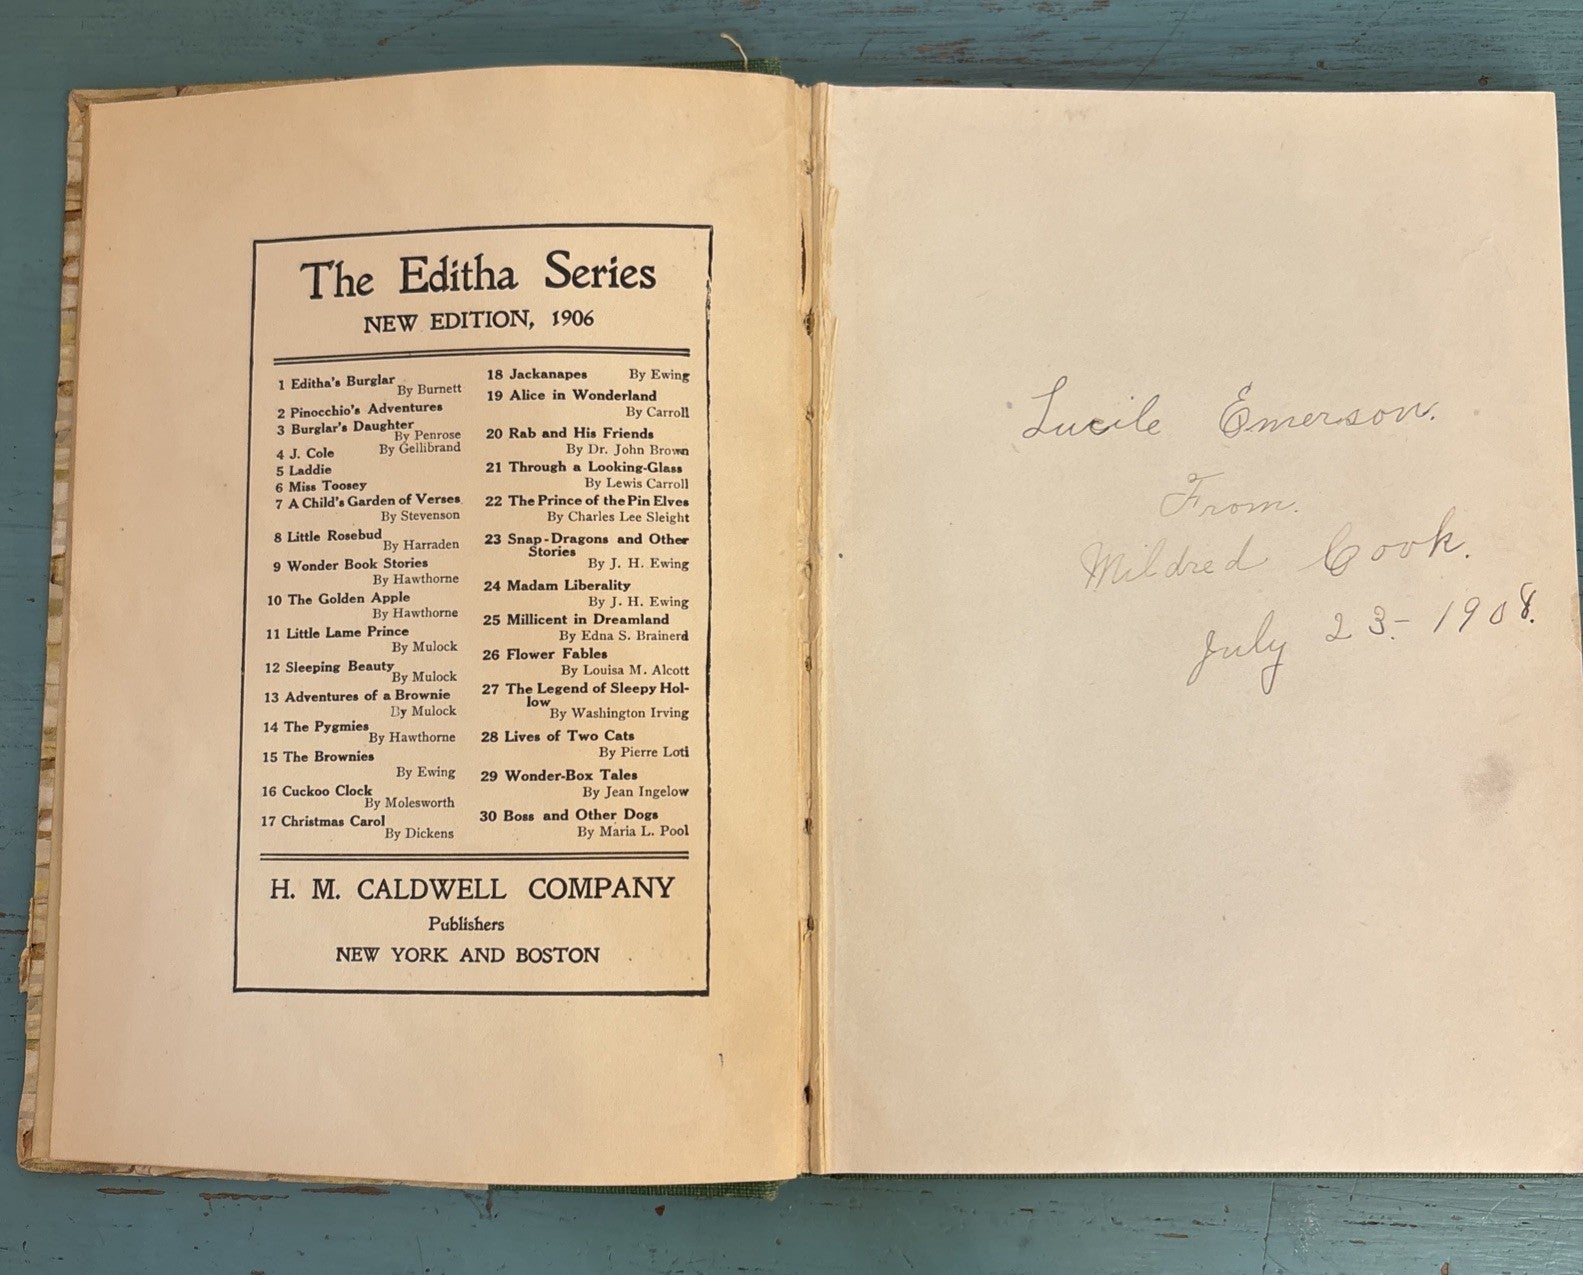 The Editha Series
NEW EDITION, 1906
1 Editha's Burglar
By Burnett
2 Pinocchio's Adventures
3 Burglar's Daughter
By Penrose
4 J. Cole
By Gellibrand
5 Laddie
6 Miss Toosey
7 A Child's Garden of Verses
By Stevenson
8 Little Rosebud
By Harraden
9 Wonder Book Stories
By Hawthorne
10 The Golden Apple
By Hawthorne
11 Little Lame Prince
By Mulock
12 Sleeping Beauty
By Mulock
13 Adventures of a Brownie
By Mulock
14 The Pygmies
By Hawthorne
15 The Brownies
By Ewing
16 Cuckoo Clock
By Molesworth
17 Christmas Carol
By Dickens
18 Jackanapes By Ewing
19 Alice in Wonderland
By Carroll
20 Rab and His Friends
By Dr. John Brown
21 Through a Looking-Glass
By Lewis Carroll
22 The Prince of the Pin Elves
By Charles Lee Sleight
23 Snap-Dragons and Other
Stories
By J. H. Ewing
24 Madam Liberality
By J. H. Ewing
25 Millicent in Dreamland
By Edna S. Brainerd
26 Flower Fables
By Louisa M. Alcott
27 The Legend of Sleepy Hol-
low
By Washington Irving
28 Lives of Two Cats
By Pierre Loti
29 Wonder-Box Tales
By Jean Ingelow
30 Boss and Other Dogs
By Maria L. Pool
H. M. CALDWELL COMPANY
Publishers
NEW YORK AND BOSTON
Lucile Emerson.
From.
Mildred Cook.
July 23.- 1908.